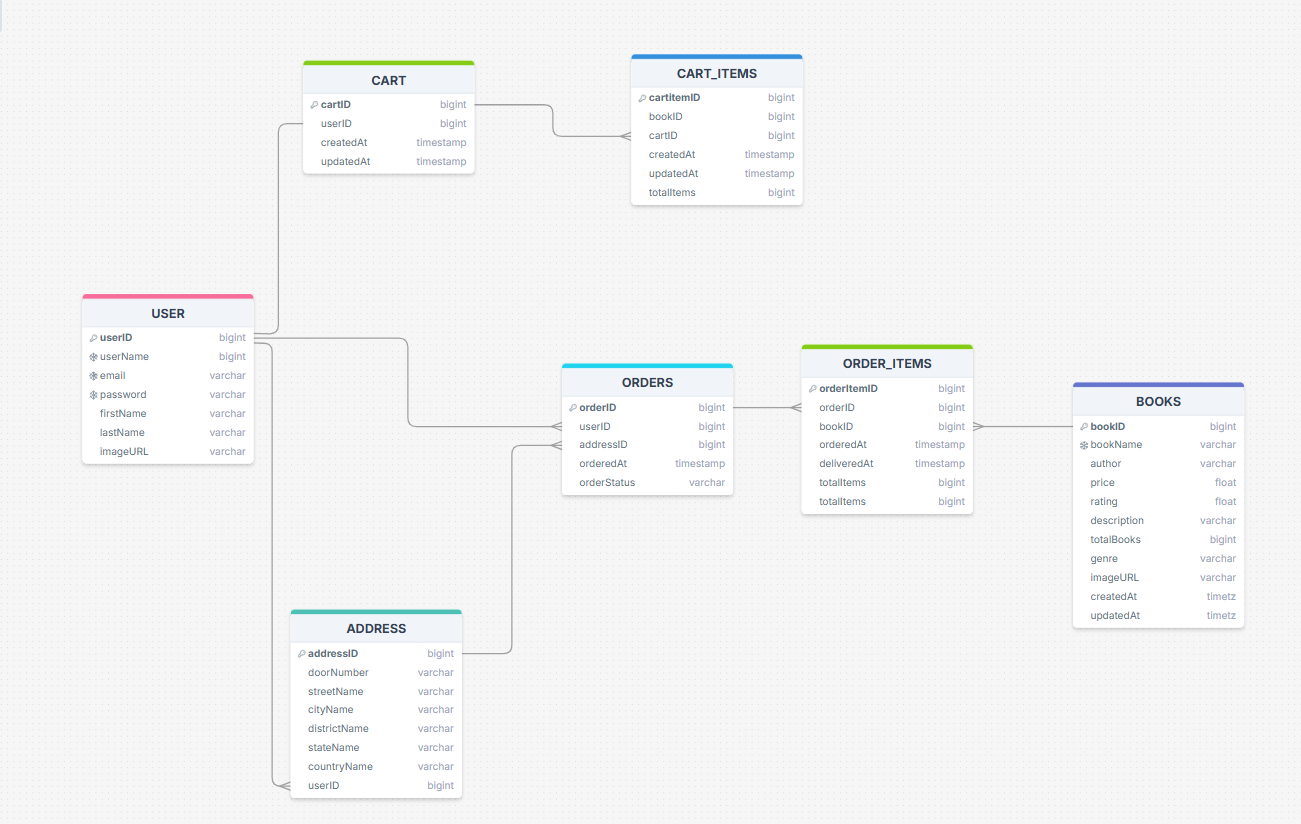 CART
cartID bigint
userID bigint
createdAt timestamp
updatedAt timestamp
CART_ITEMS
cartitemID bigint
bookID bigint
cartID bigint
createdAt timestamp
updatedAt timestamp
totalItems bigint
USER
userID bigint
userName bigint
email varchar
password varchar
firstName varchar
lastName varchar
imageURL varchar
ORDERS
orderID bigint
userID bigint
addressID bigint
orderedAt timestamp
orderStatus varchar
ORDER_ITEMS
orderItemID bigint
orderID bigint
bookID bigint
orderedAt timestamp
deliveredAt timestamp
totalItems bigint
totalItems bigint
BOOKS
bookID bigint
bookName varchar
author varchar
price float
rating float
description varchar
totalBooks bigint
genre varchar
imageURL varchar
createdAt timetz
updatedAt timetz
ADDRESS
addressID bigint
doorNumber varchar
streetName varchar
cityName varchar
districtName varchar
stateName varchar
countryName varchar
userID bigint